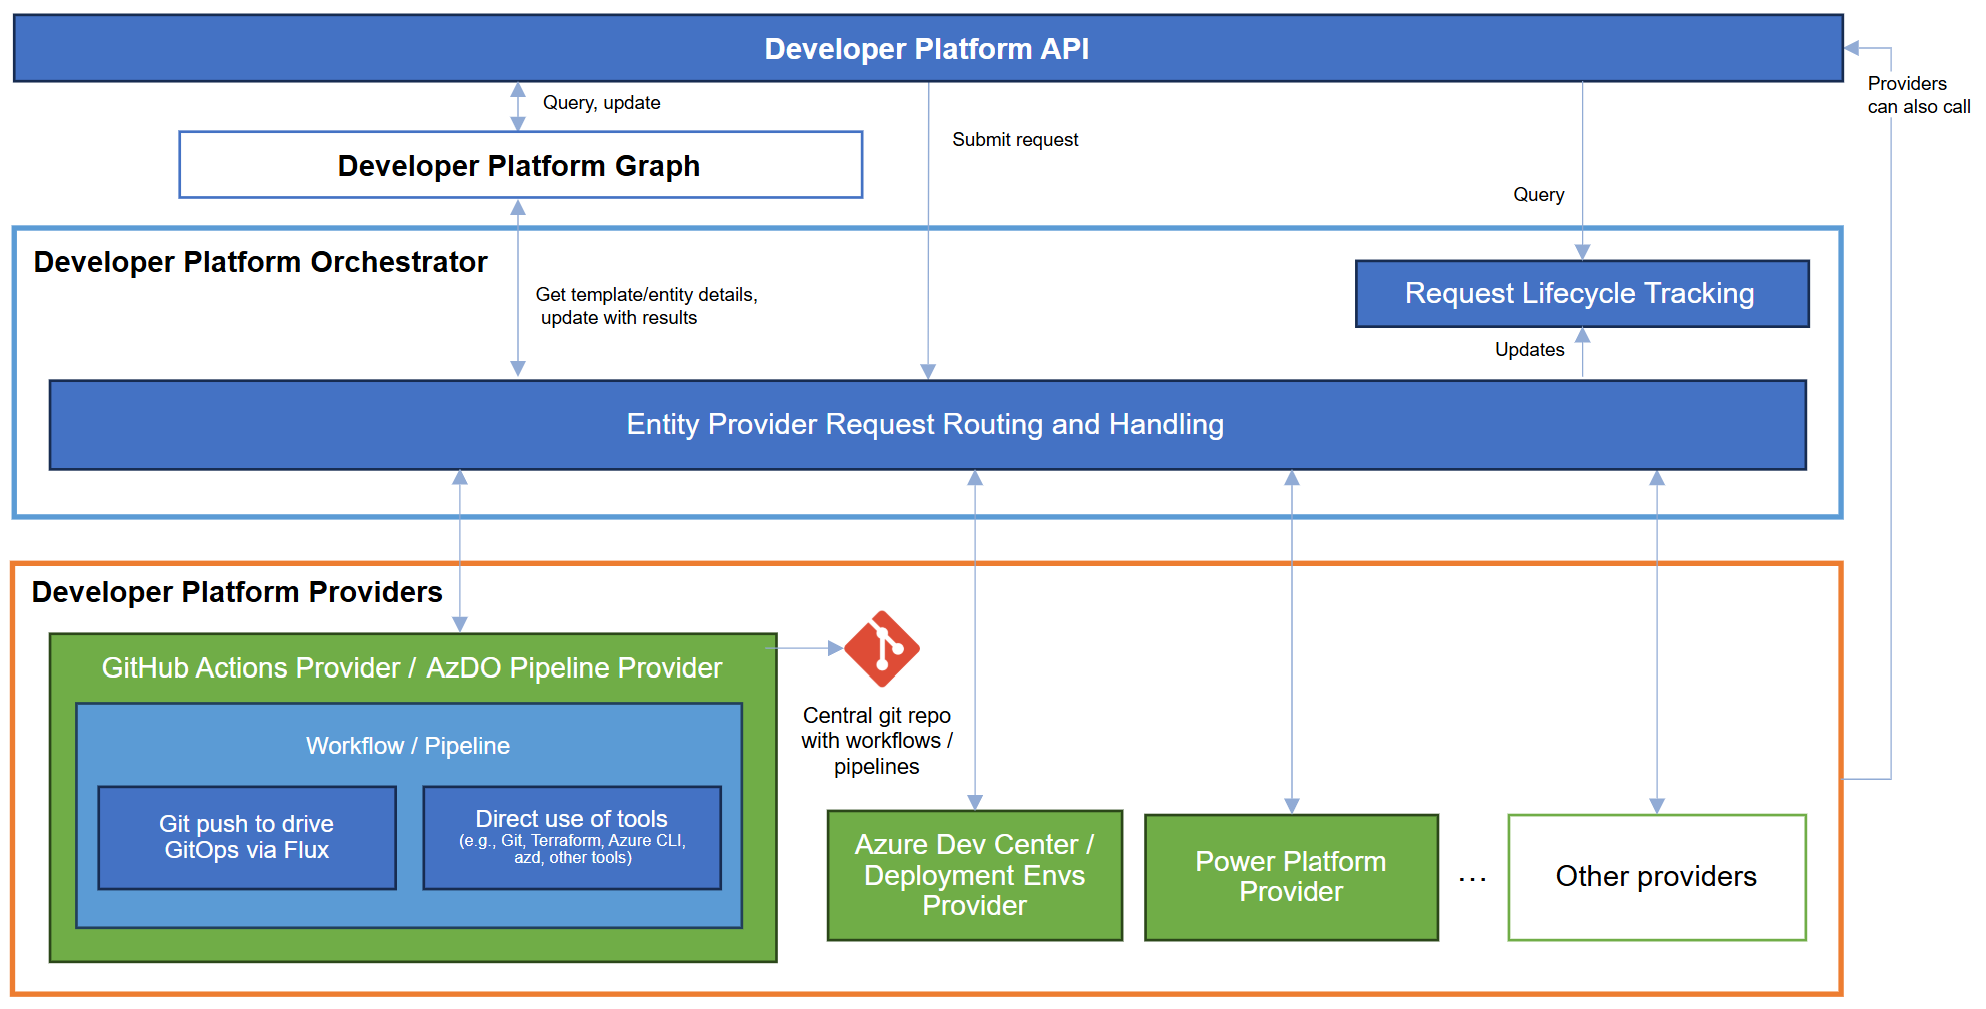 Developer Platform API
Providers
can also call
Query, update
Submit request
Developer Platform Graph
Query
Developer Platform Orchestrator
Get template/entity details,
update with results
Request Lifecycle Tracking
Updates
Entity Provider Request Routing and Handling
Developer Platform Providers
GitHub Actions Provider / AzDO Pipeline Provider
Workflow / Pipeline
Git push to drive
GitOps via Flux
Direct use of tools
(e.g., Git, Terraform, Azure CLI,
azd, other tools)
Central git repo
with workflows /
pipelines
Azure Dev Center /
Deployment Envs
Provider
Power Platform
Provider
...
Other providers